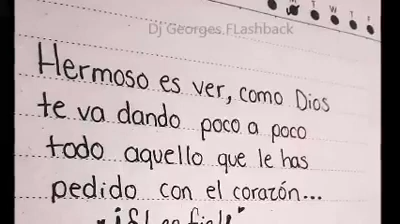 M T W T F
Dj Georges.FLashback
Hermoso es ver, como Dios
te va dando poco a poco
todo aquello que le has
pedido con el corazón...